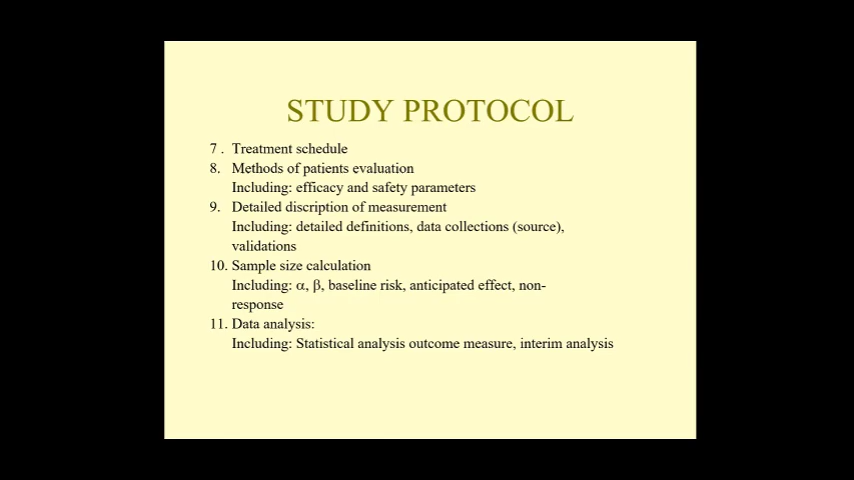 STUDY PROTOCOL
7 . Treatment schedule
8. Methods of patients evaluation
Including: efficacy and safety parameters
9. Detailed discription of measurement
Including: detailed definitions, data collections (source),
validations
10. Sample size calculation
Including: α, β, baseline risk, anticipated effect, non-
response
11. Data analysis:
Including: Statistical analysis outcome measure, interim analysis